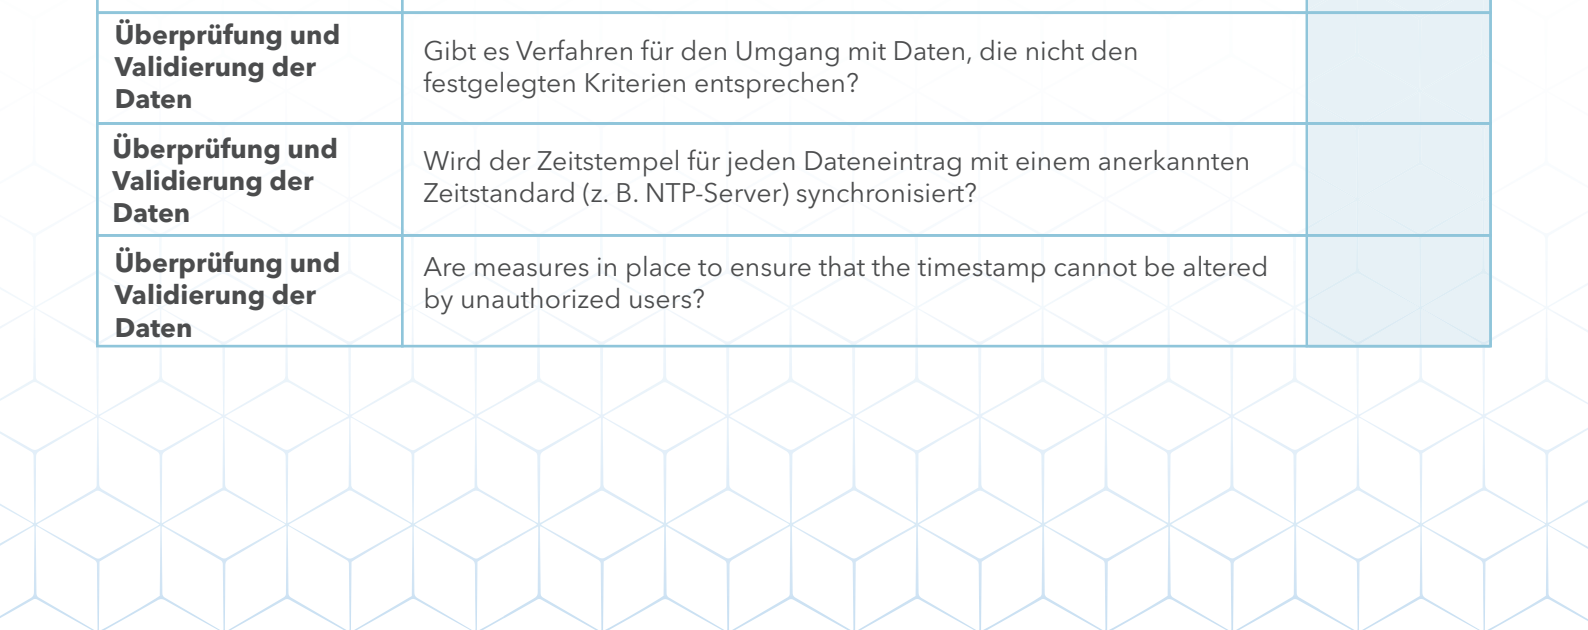 Überprüfung und
Validierung der
Daten
Gibt es Verfahren für den Umgang mit Daten, die nicht den
festgelegten Kriterien entsprechen?
Überprüfung und
Validierung der
Daten
Wird der Zeitstempel für jeden Dateneintrag mit einem anerkannten
Zeitstandard (z. B. NTP-Server) synchronisiert?
Überprüfung und
Validierung der
Daten
Are measures in place to ensure that the timestamp cannot be altered
by unauthorized users?